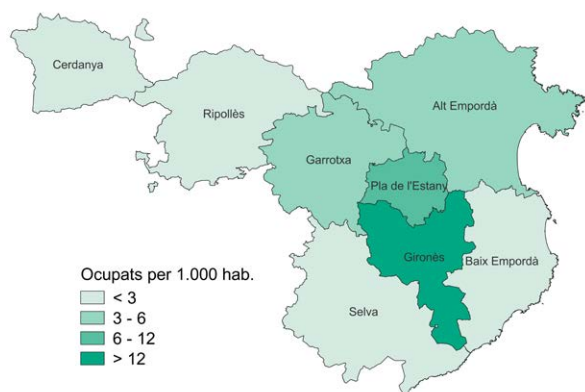 Cerdanya
Ripollès
Alt Empordà
Garrotxa
Pla de l'Estany
Gironès
Baix Empordà
Selva
Ocupats per 1.000 hab.
< 3
3 - 6
6 - 12
> 12